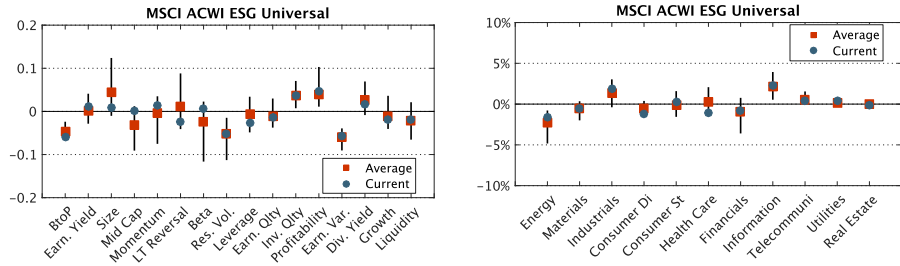 MSCI ACWI ESG Universal
0.2
0.1
0
−0.1
−0.2
Average
Current
BtoP
Earn. Yield
Size
Mid Cap
Momentum
LT Reversal
Beta
Res. Vol.
Leverage
Earn. Qlty
Inv. Qlty
Profitability
Earn. Var.
Div. Yield
Growth
Liquidity
MSCI ACWI ESG Universal
10%
5%
0%
−5%
−10%
Average
Current
Energy
Materials
Industrials
Consumer Di
Consumer St
Health Care
Financials
Information
Telecommuni
Utilities
Real Estate